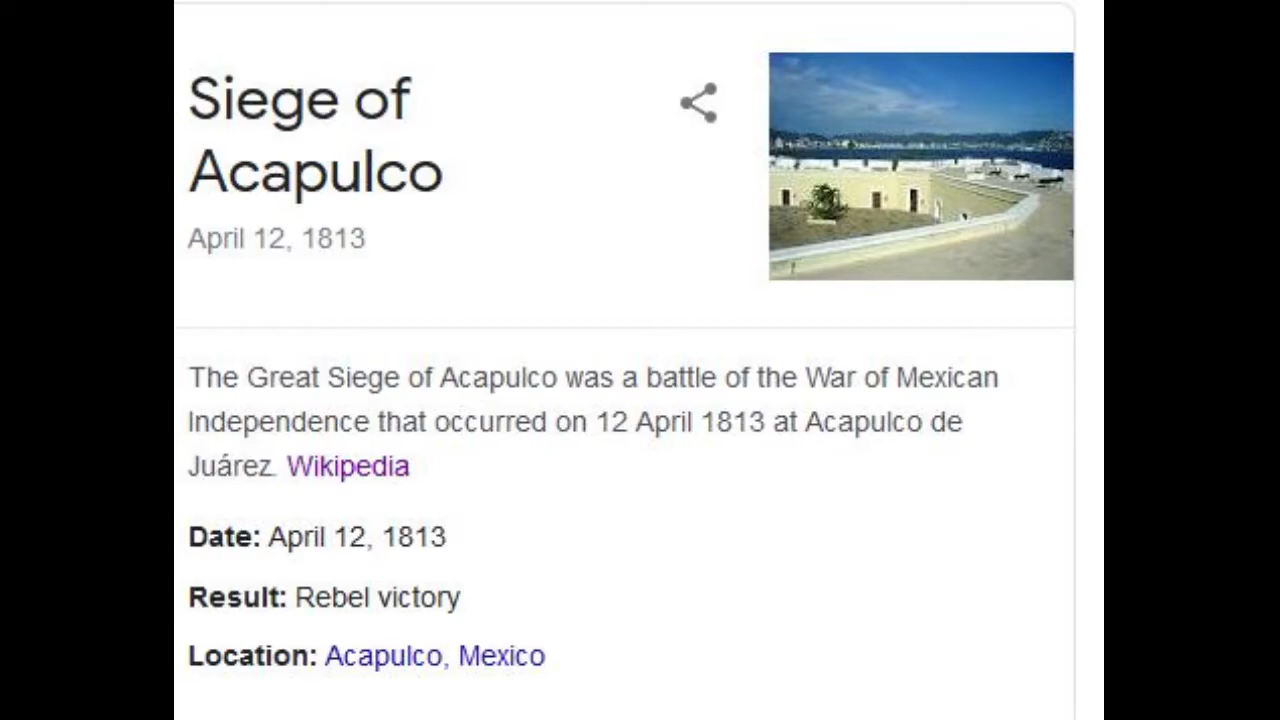 Siege of
Acapulco
April 12, 1813
The Great Siege of Acapulco was a battle of the War of Mexican
Independence that occurred on 12 April 1813 at Acapulco de
Juárez. Wikipedia
Date: April 12, 1813
Result: Rebel victory
Location: Acapulco, Mexico